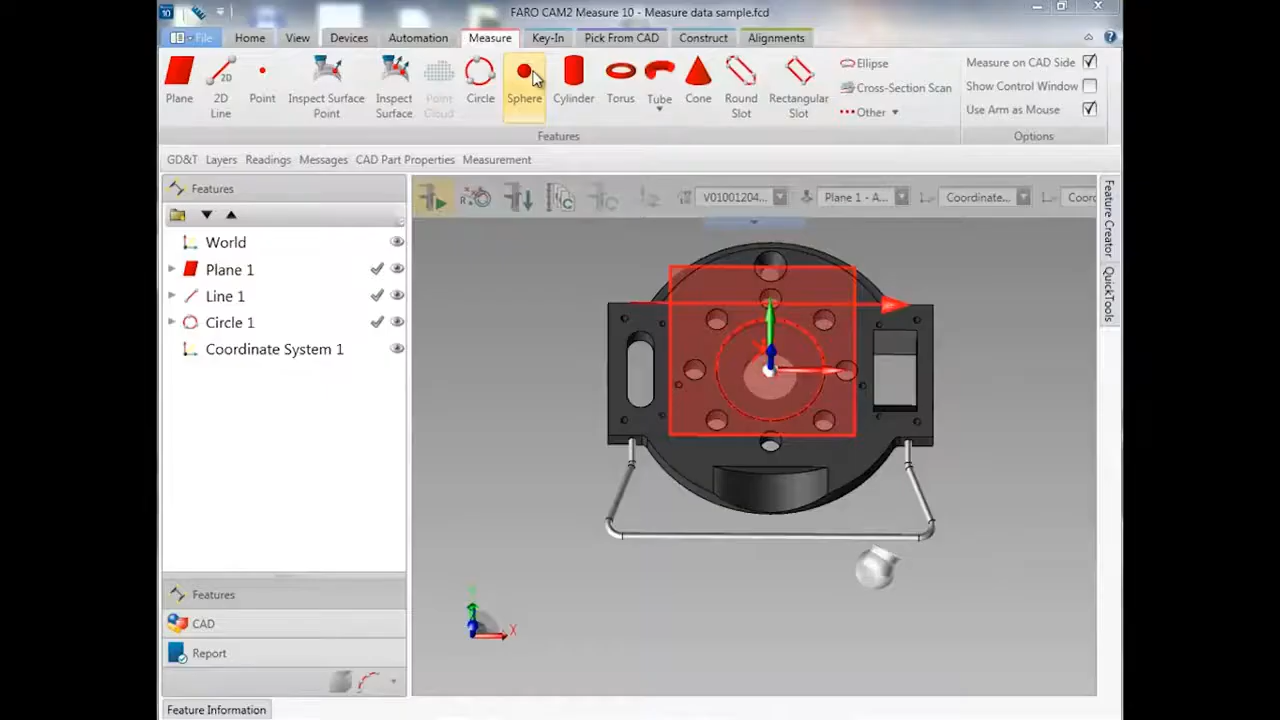 10
FARO CAM2 Measure 10 - Measure data sample.fcd
File Home View Devices Automation Measure Key-In Pick From CAD Construct Alignments
2D
Plane 2D Line Point Inspect Surface Point Inspect Surface Point Cloud Circle Sphere Cylinder Torus Tube Cone Round Slot Rectangular Slot
Ellipse
Cross-Section Scan
Other
Measure on CAD Side
Show Control Window
Use Arm as Mouse
Features Options
GD&T Layers Readings Messages CAD Part Properties Measurement
Features
V01001204... Plane 1 - A... Coordinate... Coord
World
Plane 1
Line 1
Circle 1
Coordinate System 1
Feature Creator
QuickTools
X
Features
CAD
Report
Feature Information